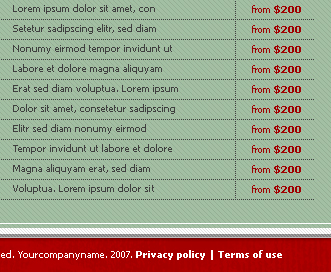 Lorem ipsum dolor sit amet, con from $200
Setetur sadipscing elitr, sed diam from $200
Nonumy eirmod tempor invidunt ut from $200
Labore et dolore magna aliquyam from $200
Erat sed diam voluptua. Lorem ipsum from $200
Dolor sit amet, consetetur sadipscing from $200
Elitr sed diam nonumy eirmod from $200
Tempor invidunt ut labore et dolore from $200
Magna aliquyam erat, sed diam from $200
Voluptua. Lorem ipsum dolor sit from $200
ed. Yourcompanyname. 2007. Privacy policy | Terms of use